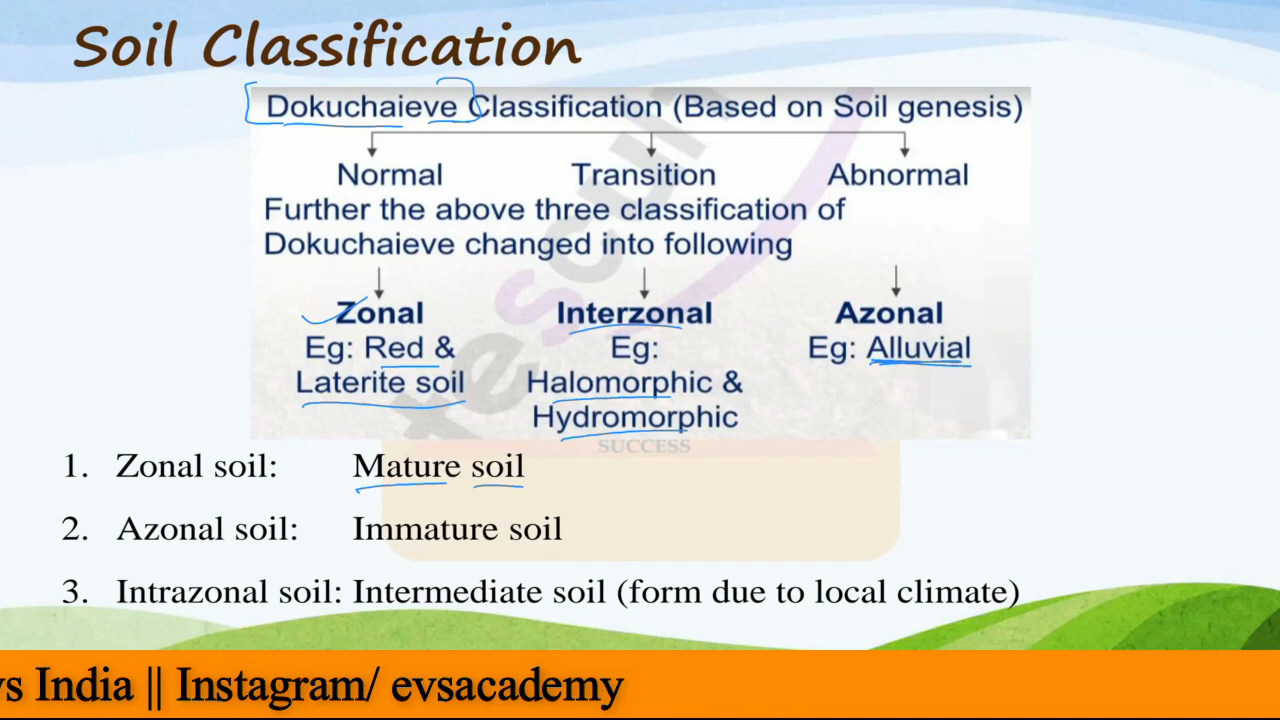 Soil Classification
Dokuchaieve Classification (Based on Soil genesis)
Normal Transition Abnormal
Further the above three classification of
Dokuchaieve changed into following
Zonal Interzonal Azonal
Eg: Red & Eg: Eg: Alluvial
Laterite soil Halomorphic &
Hydromorphic
SUCCESS
1. Zonal soil: Mature soil
2. Azonal soil: Immature soil
3. Intrazonal soil: Intermediate soil (form due to local climate)
India || Instagram/ evsacademy